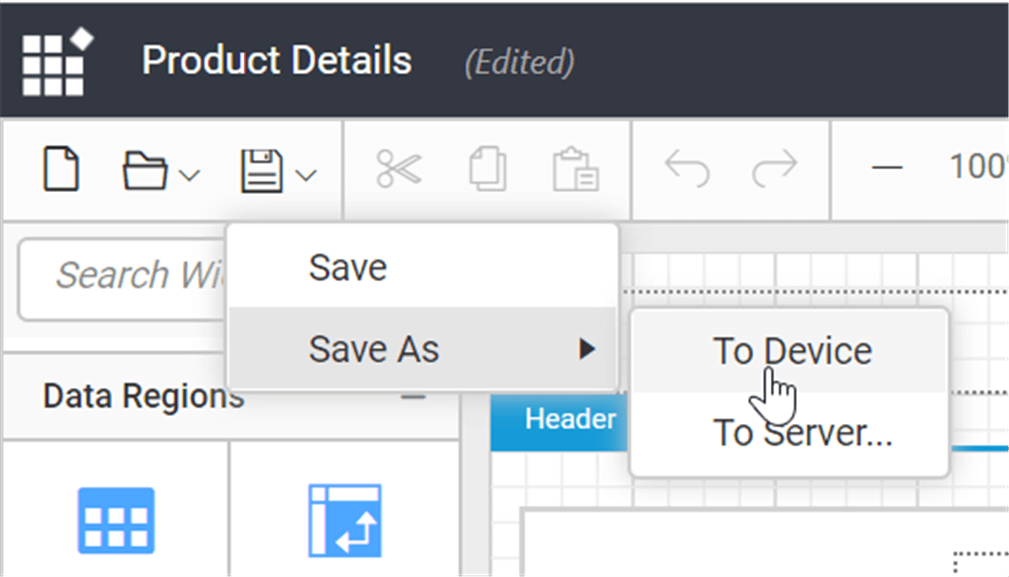 Product Details (Edited)
100
Search Wi
Save
Save As
To Device
To Server...
Data Regions
Header